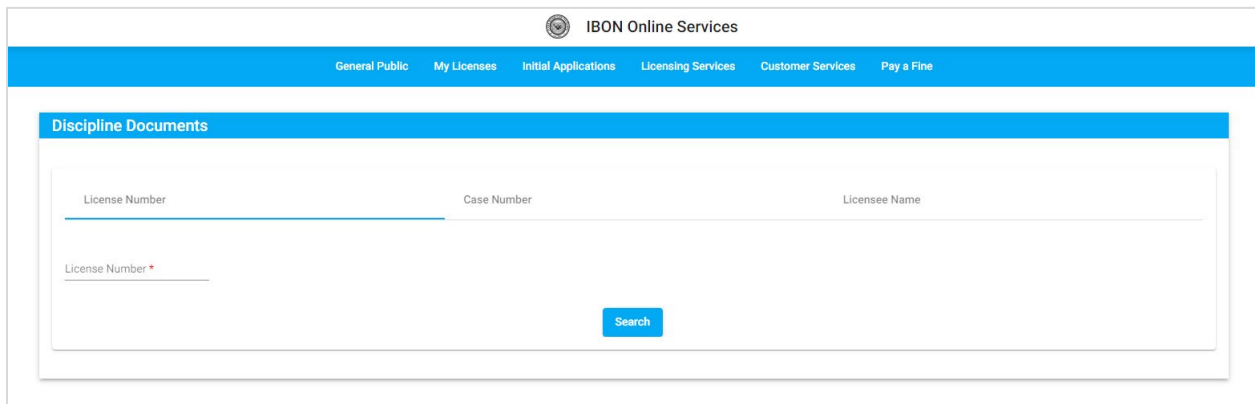 IBON Online Services
General Public My Licenses Initial Applications Licensing Services Customer Services Pay a Fine
Discipline Documents
License Number Case Number Licensee Name
License Number *
Search